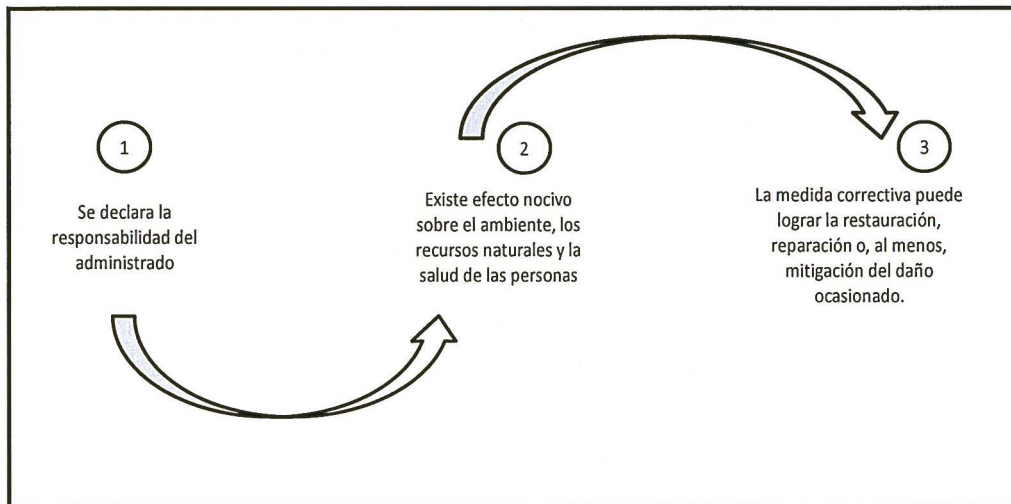 1
Se declara la
responsabilidad del
administrado
2
Existe efecto nocivo
sobre el ambiente, los
recursos naturales y la
salud de las personas
3
La medida correctiva puede
lograr la restauración,
reparación o, al menos,
mitigación del daño
ocasionado.